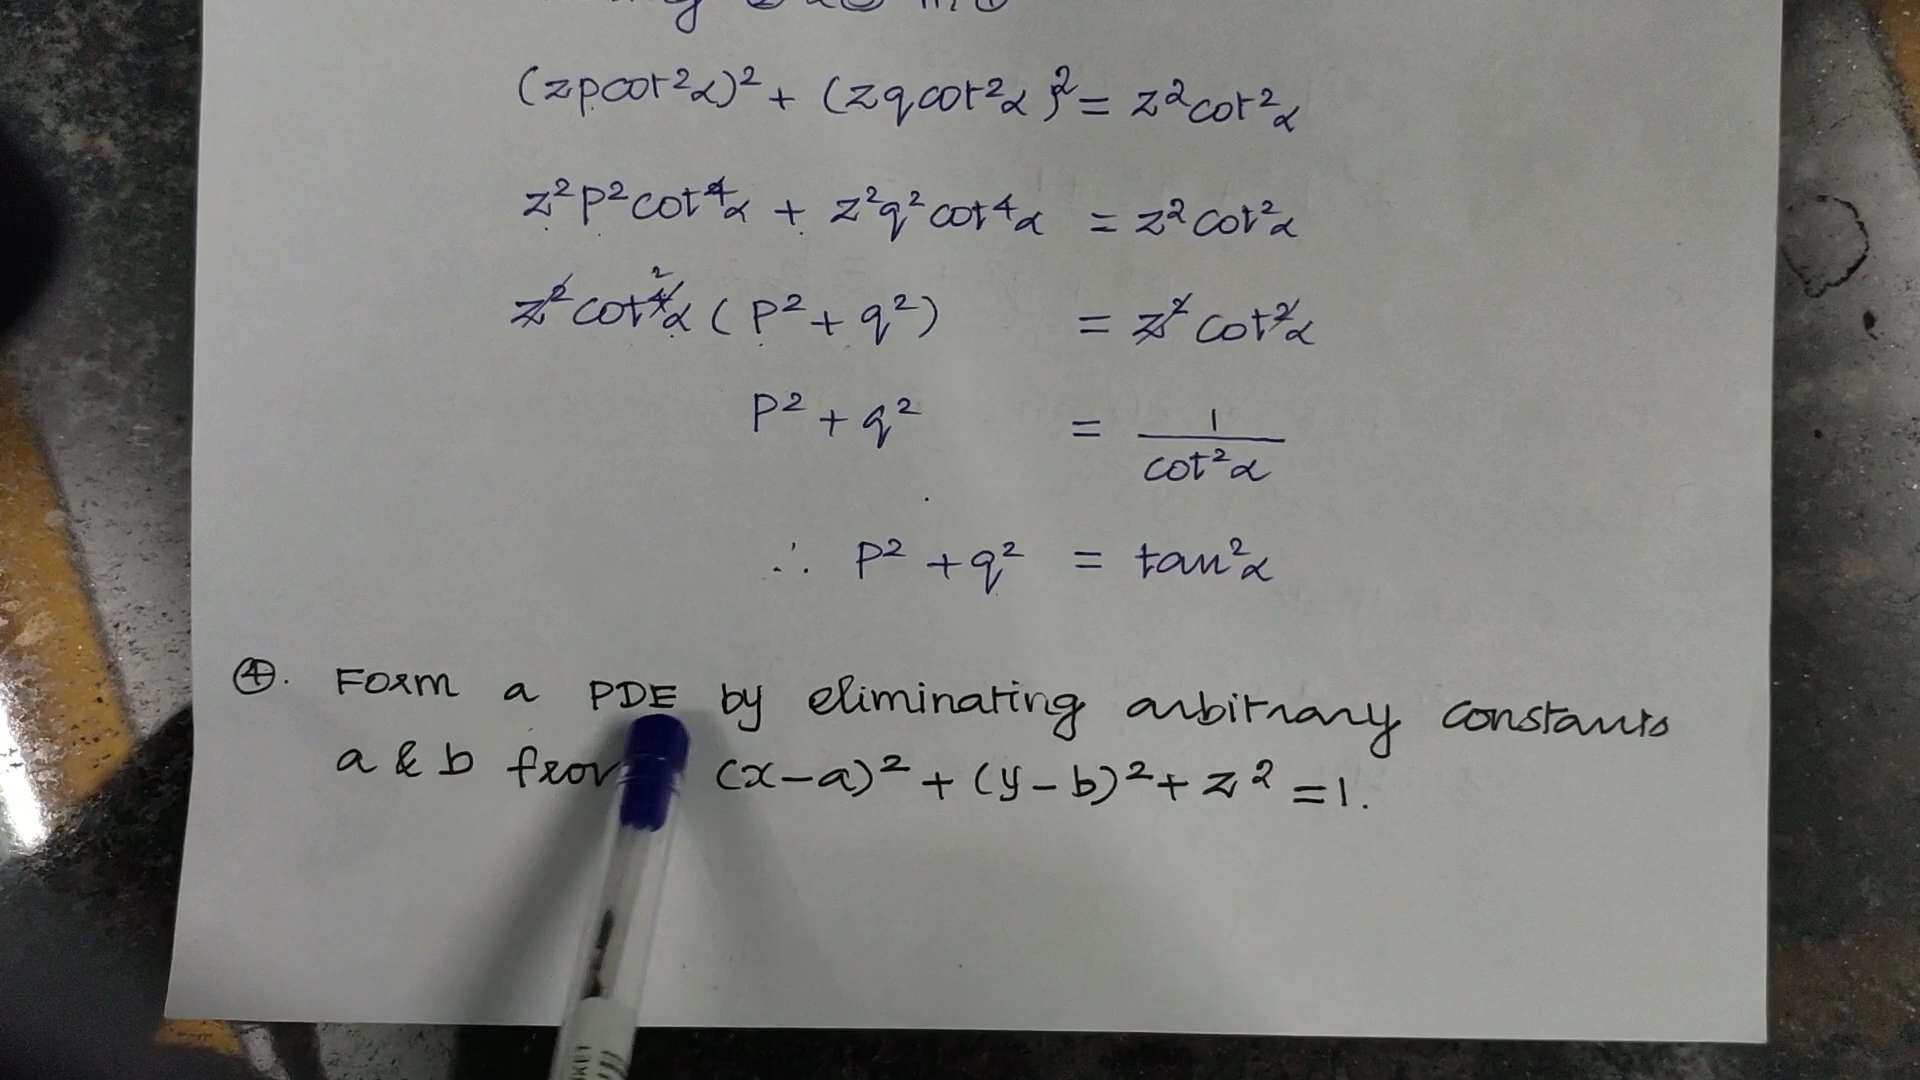 (zpcot²α)² + (zqcot²α)² = z²cot²α
z²p²cot⁴α + z²q²cot⁴α = z²cot²α
z²cot⁴α (p² + q²) = z²cot²α
2
p² + q² = 1/cot²α
∴ p² + q² = tan²α
④. Form a PDE by eliminating arbitrary constants
a & b (x-a)² + (y-b)² + z² = 1.